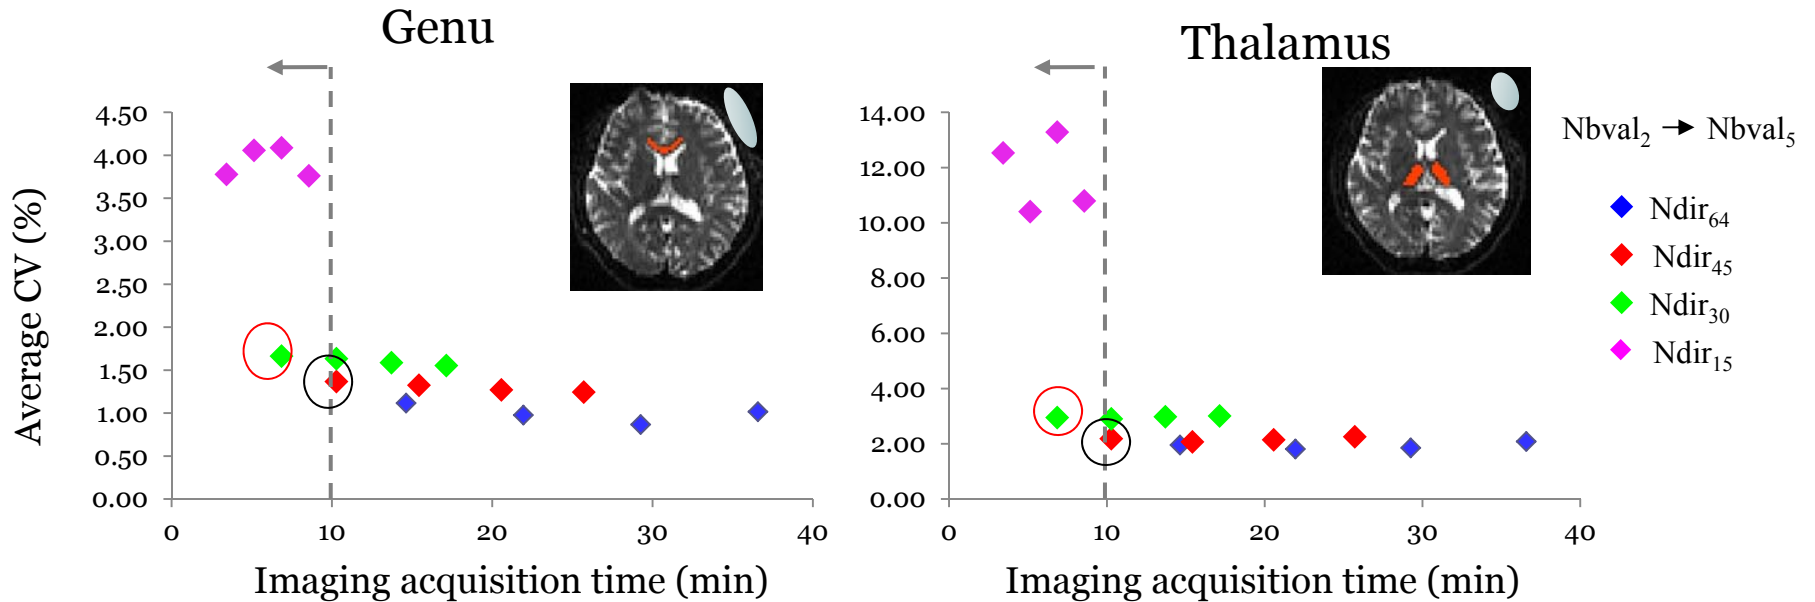 Genu
Thalamus
Average CV (%)
4.50
4.00
3.50
3.00
2.50
2.00
1.50
1.00
0.50
0.00
0 10 20 30 40
Imaging acquisition time (min)
14.00
12.00
10.00
8.00
6.00
4.00
2.00
0.00
0 10 20 30 40
Imaging acquisition time (min)
Nbval2 → Nbval5
Ndir64
Ndir45
Ndir30
Ndir15